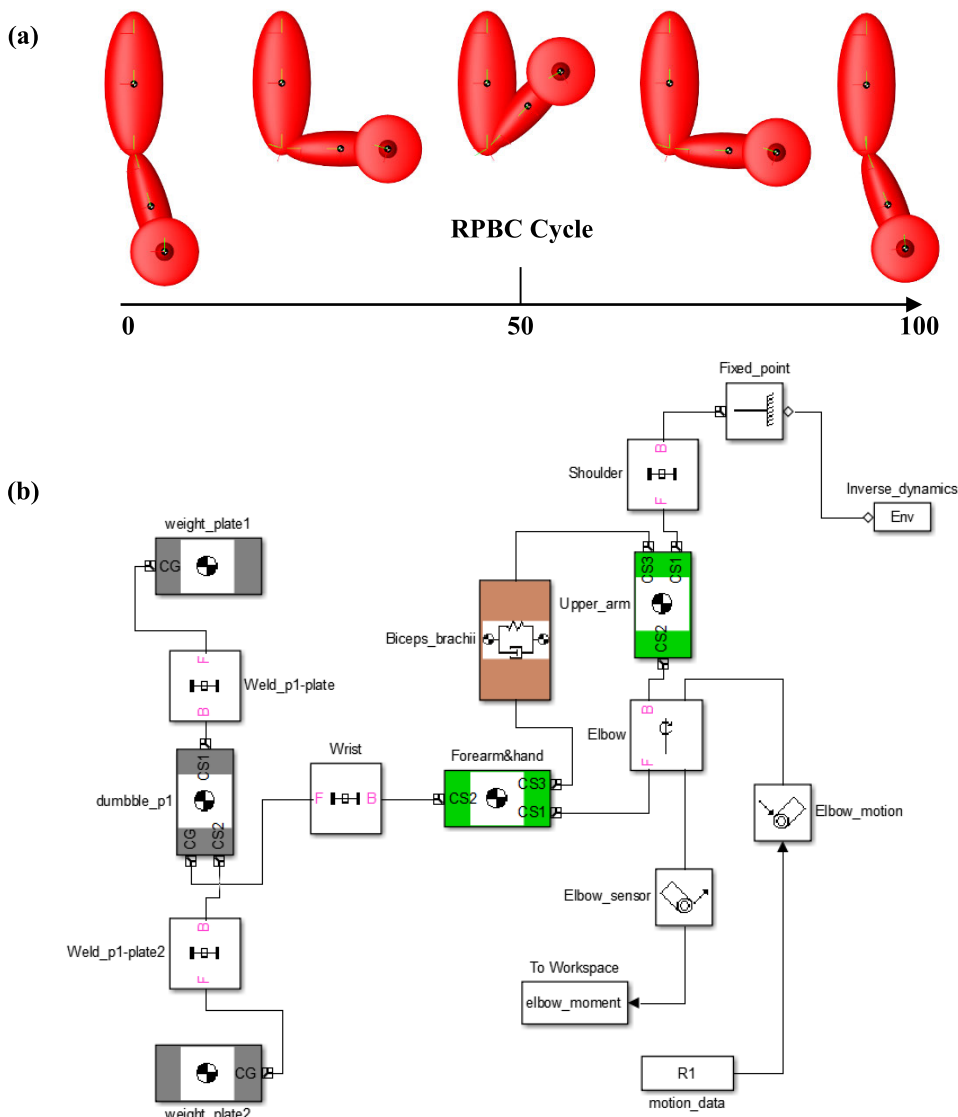 (a)
RPBC Cycle
0
50
100
(b)
Fixed_point
Shoulder
B
F
Inverse_dynamics
Env
weight_plate1
CG
CS3
CS1
Upper_arm
CS2
Biceps_brachii
F
Weld_p1-plate
B
B
Elbow
F
Wrist
F
B
Forearm&hand
CS2
CS3
CS1
CS1
dumbble_p1
CG
CS2
Elbow_motion
Elbow_sensor
B
Weld_p1-plate2
F
To Workspace
elbow_moment
CG
weight_plate2
R1
motion_data